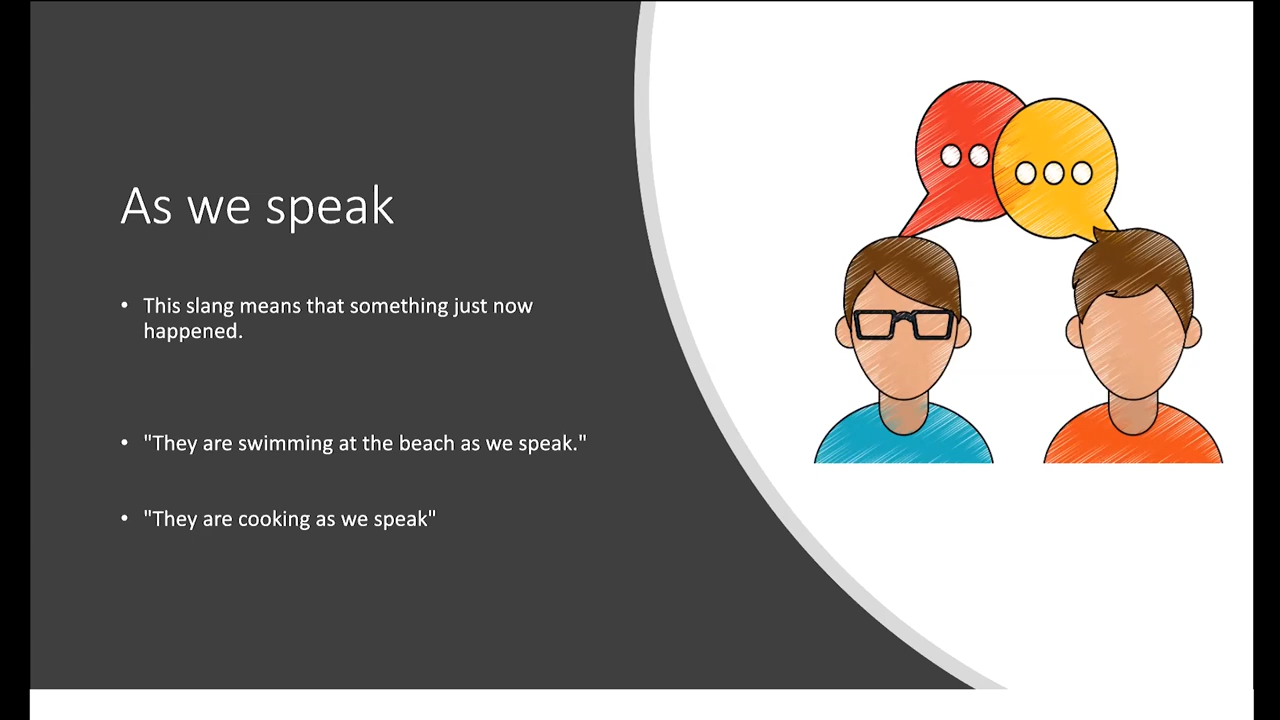 As we speak
• This slang means that something just now
happened.
• "They are swimming at the beach as we speak."
• "They are cooking as we speak"